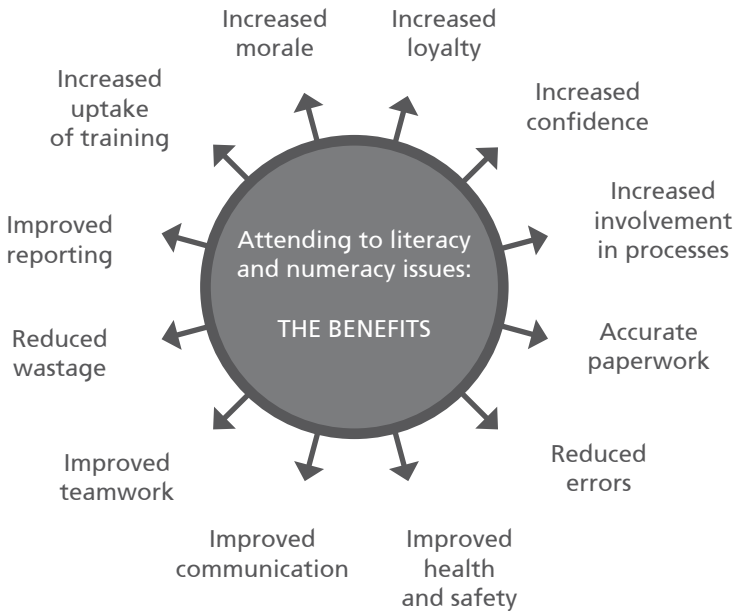 Increased
morale
Increased
loyalty
Increased
confidence
Increased
involvement
in processes
Accurate
paperwork
Reduced
errors
Improved
health
and safety
Improved
communication
Improved
teamwork
Reduced
wastage
Improved
reporting
Increased
uptake
of training
Attending to literacy
and numeracy issues:
THE BENEFITS